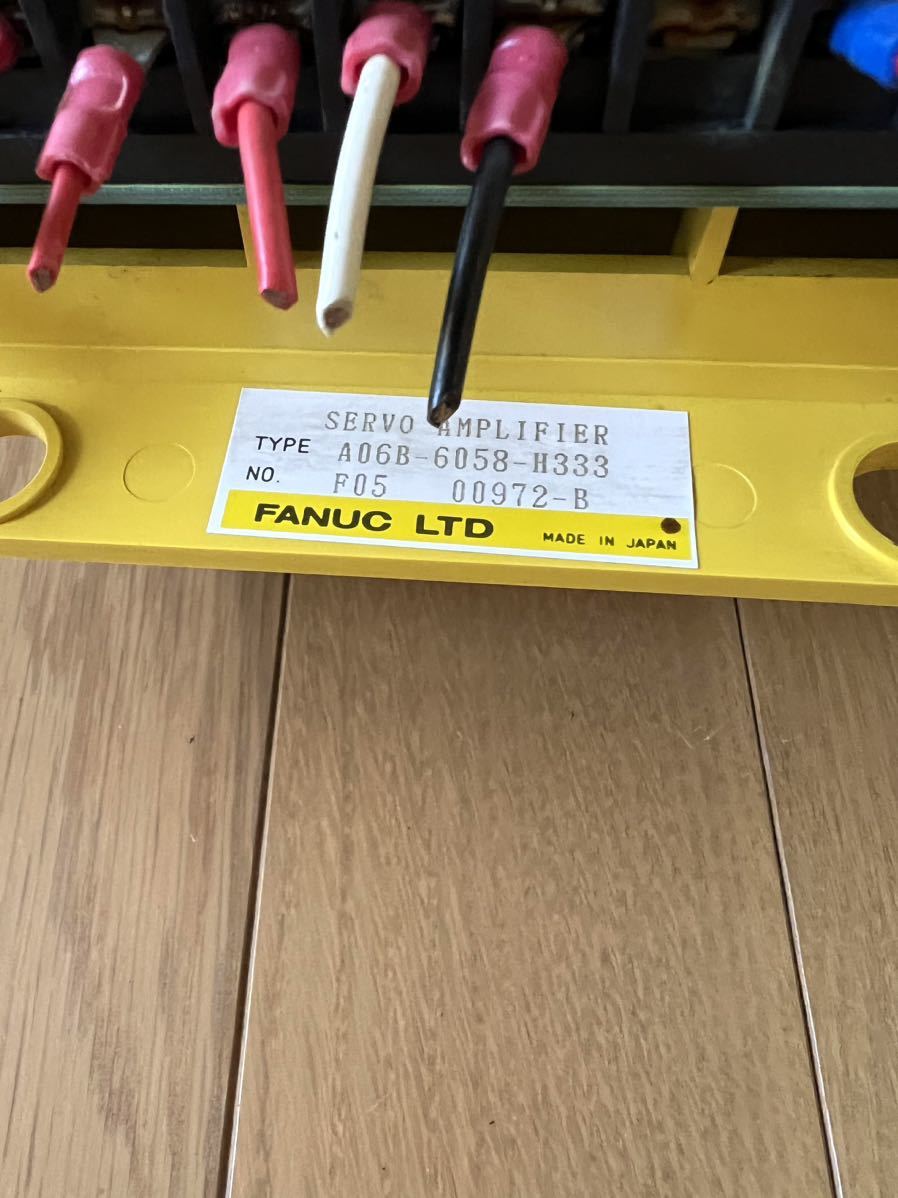 SERVO AMPLIFIER
TYPE A06B-6058-H333
NO. F05 00972-B
FANUC LTD MADE IN JAPAN